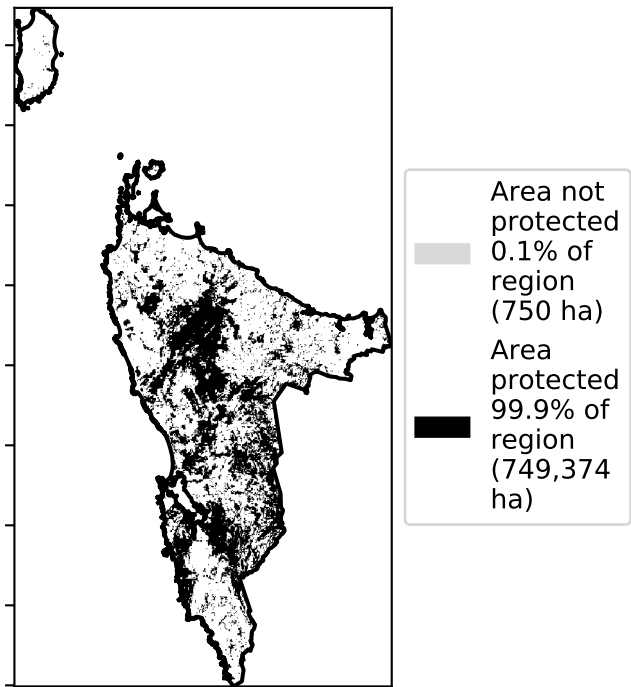 Area not
protected
0.1% of
region
(750 ha)
Area
protected
99.9% of
region
(749,374
ha)